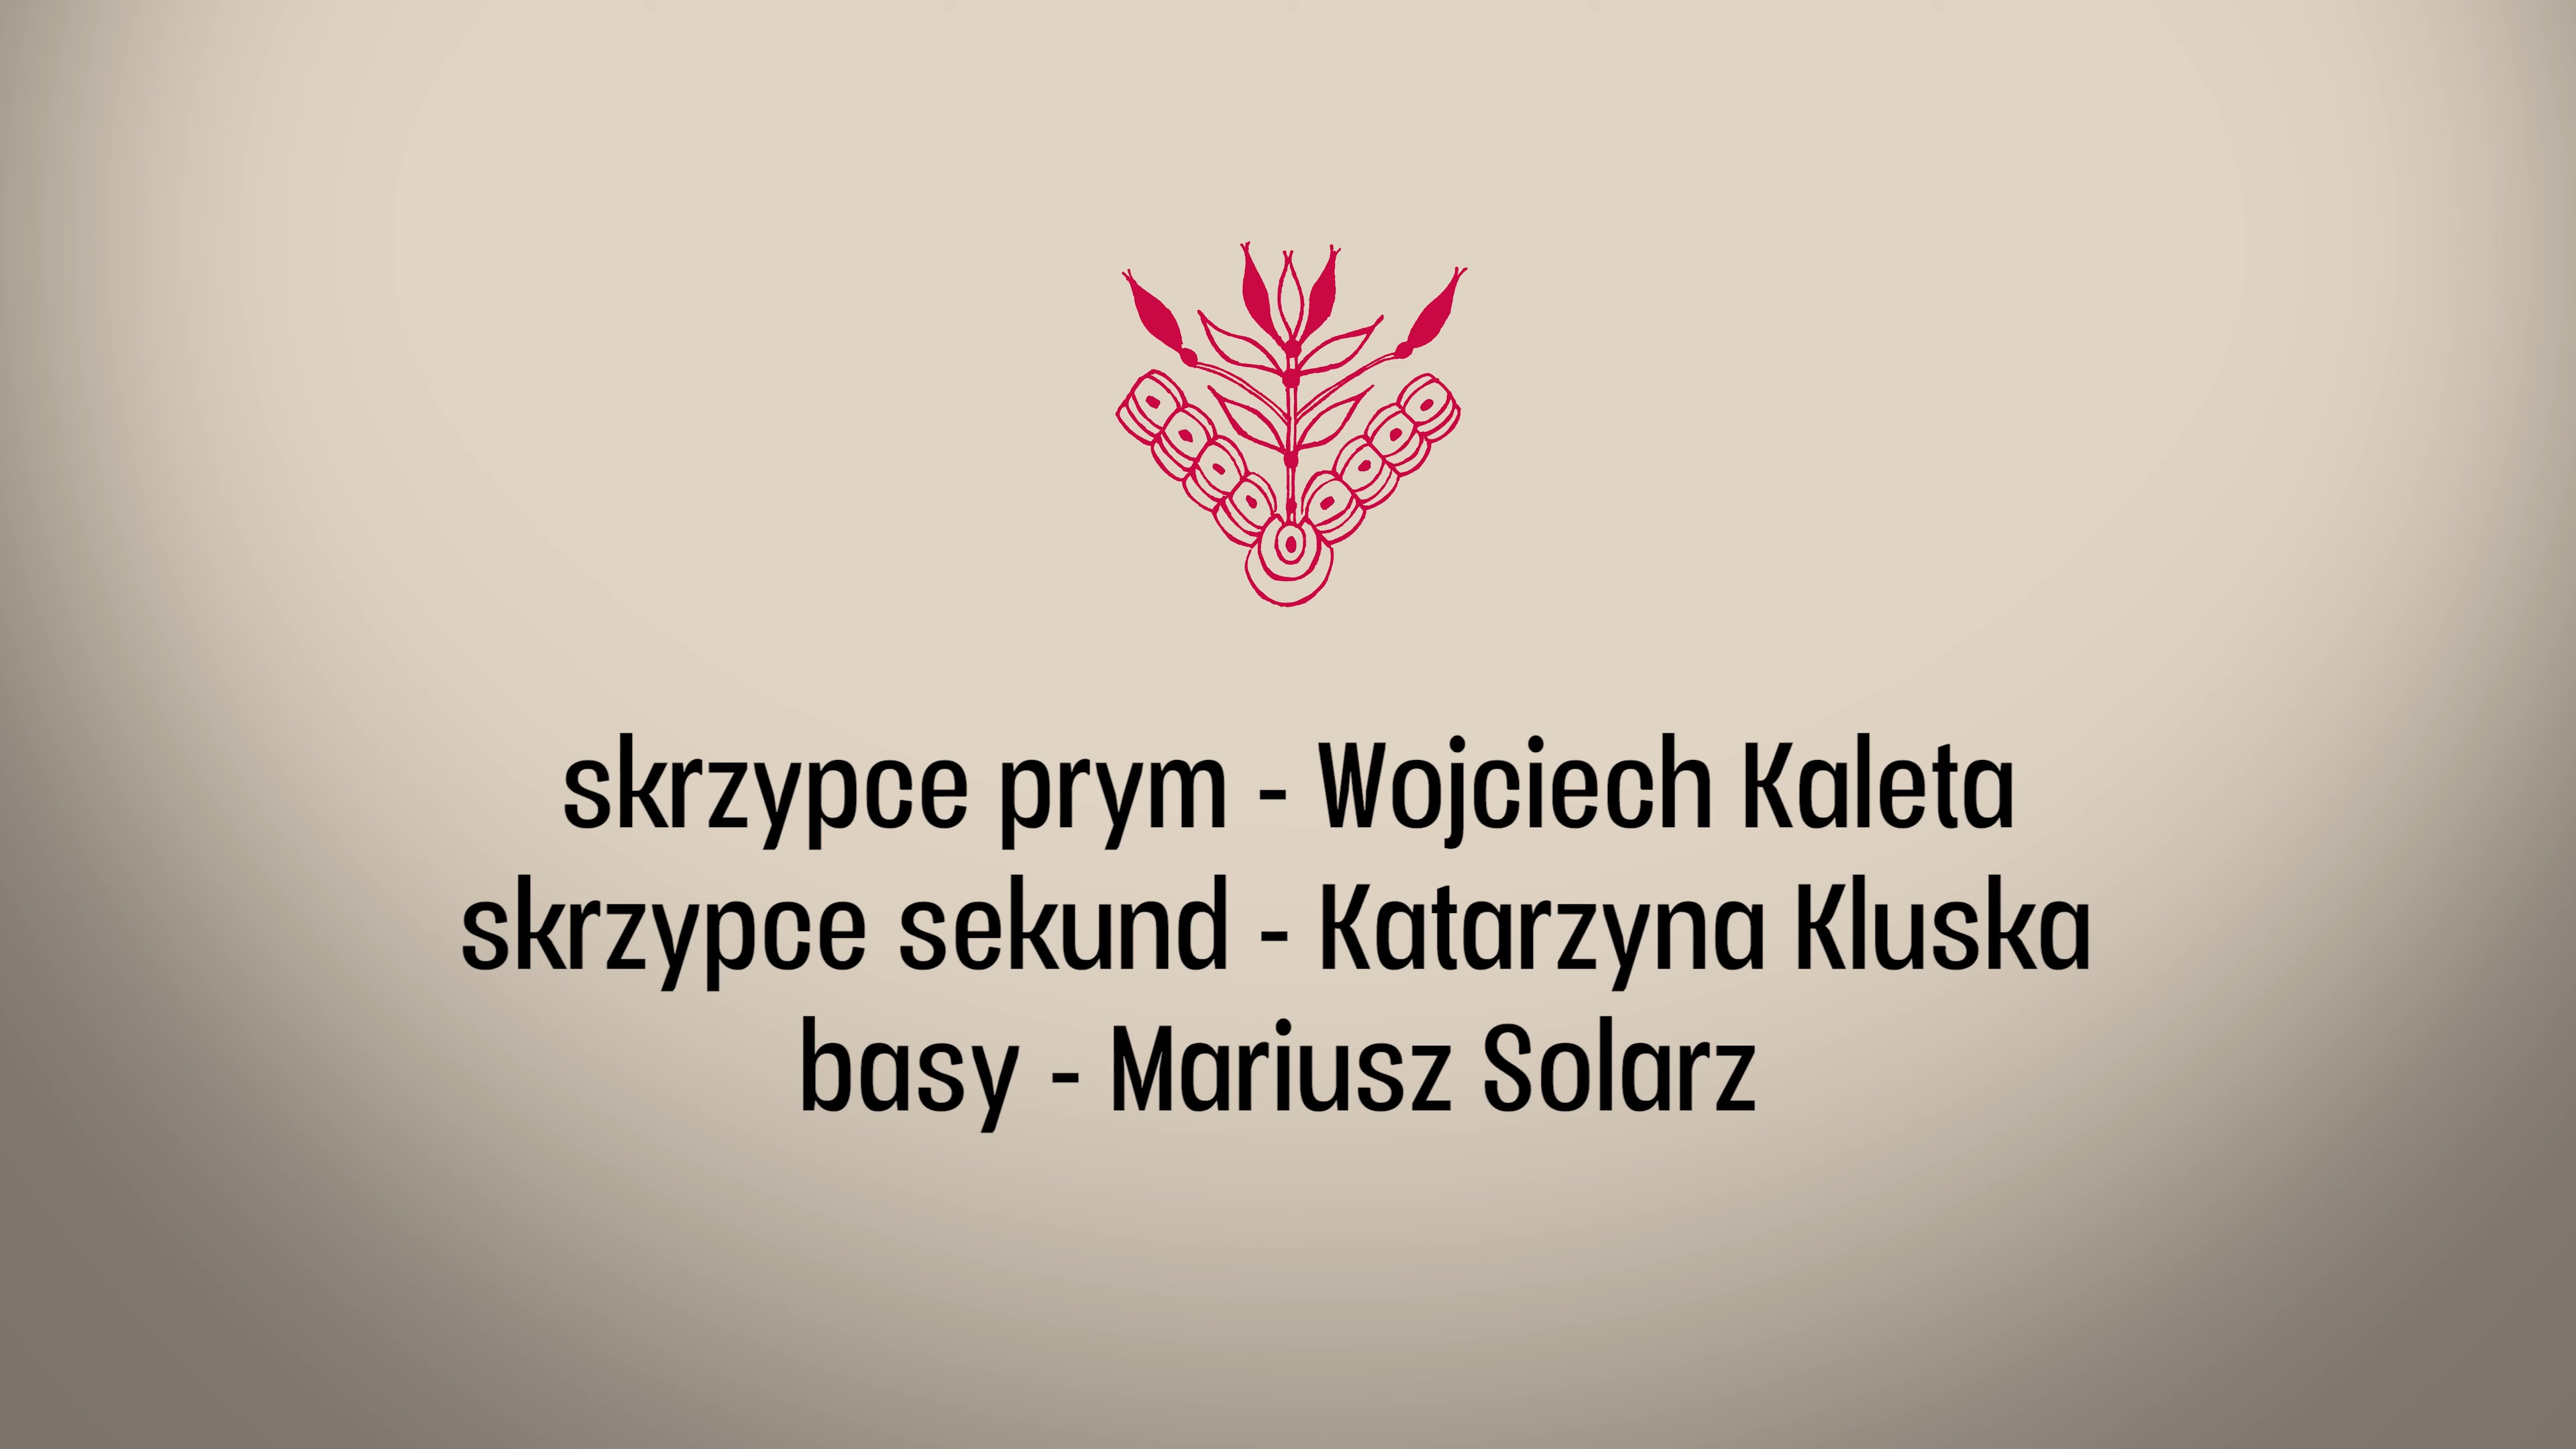 skrzypce prym - Wojciech Kaleta
skrzypce sekund - Katarzyna Kluska
basy - Mariusz Solarz